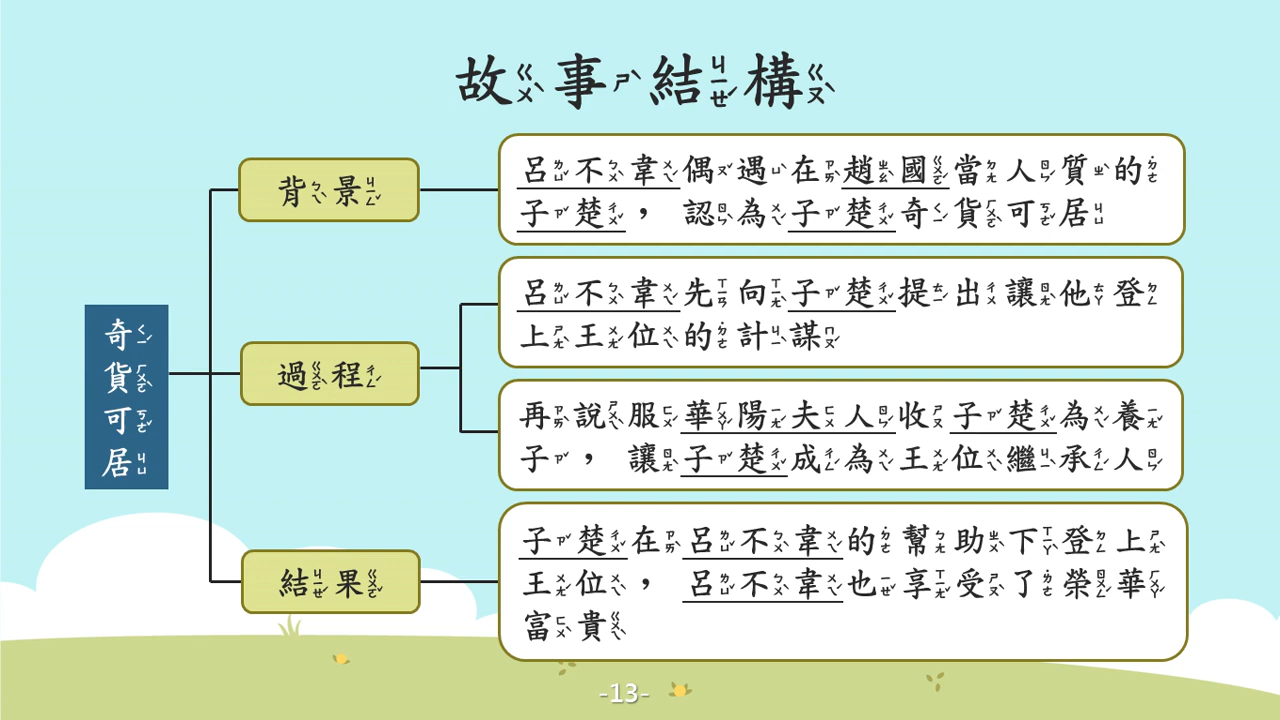 故事結構
奇貨可居
背景
呂不韋偶遇在趙國當人質的
子楚， 認為子楚奇貨可居
過程
呂不韋先向子楚提出讓他登
上王位的計謀
再說服華陽夫人收子楚為養
子， 讓子楚成為王位繼承人
結果
子楚在呂不韋的幫助下登上
王位， 呂不韋也享受了榮華
富貴
-13-